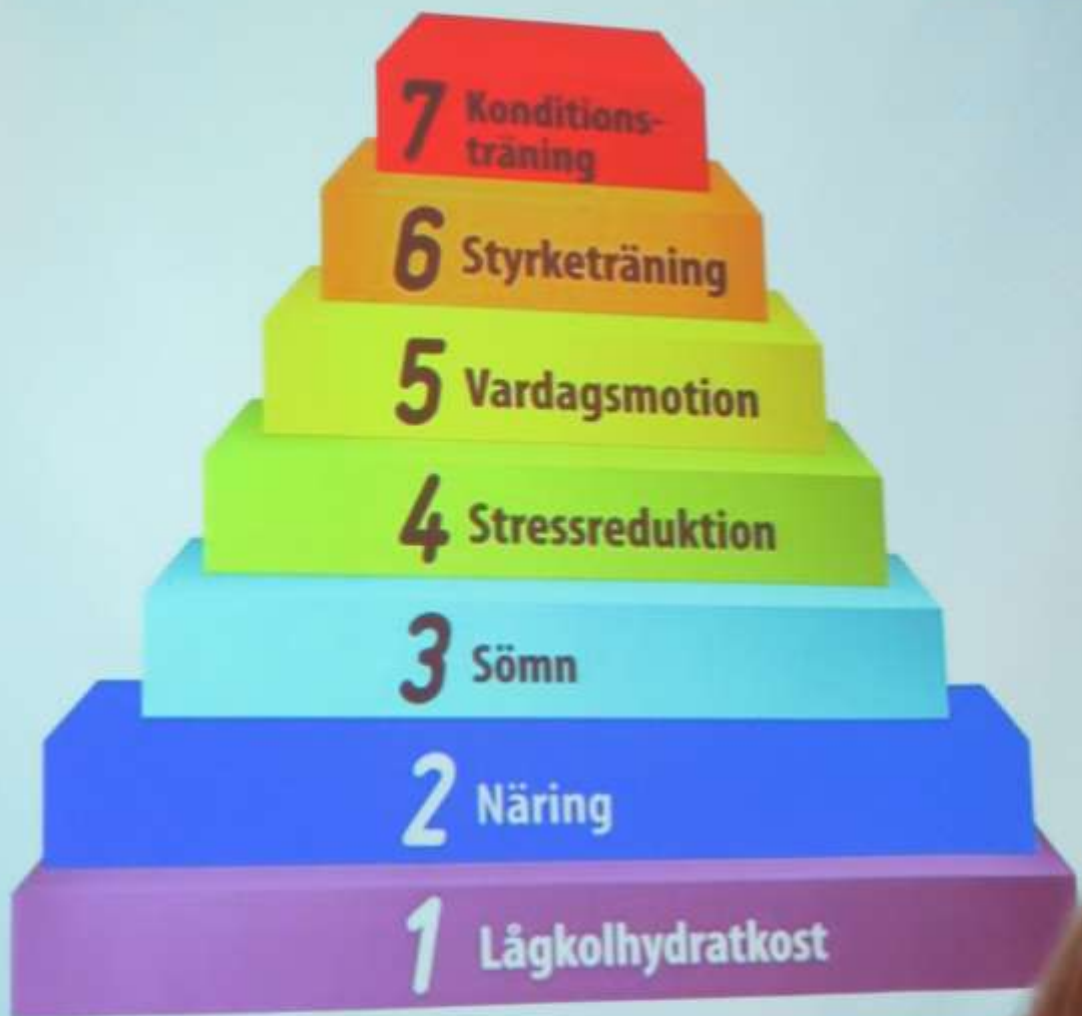 7 Konditions-
träning
6 Styrketräning
5 Vardagsmotion
4 Stressreduktion
3 Sömn
2 Näring
1 Lågkolhydratkost